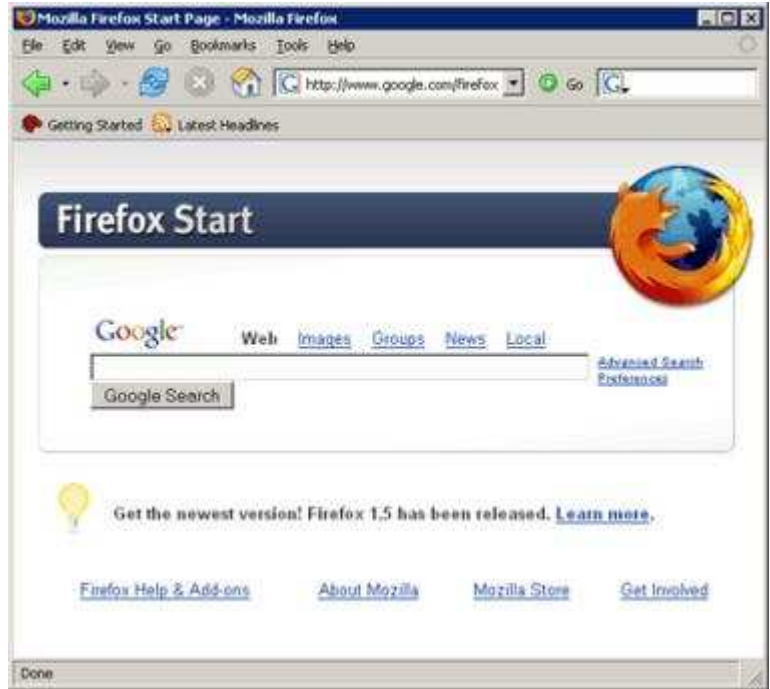 Mozilla Firefox Start Page - Mozilla Firefox
File Edit View Go Bookmarks Tools Help
http://www.google.com/firefox Go G
Getting Started Latest Headlines
Firefox Start
Google Web Images Groups News Local
Advanced Search
Preferences
Google Search
Get the newest version! Firefox 1.5 has been released. Learn more.
Firefox Help & Add-ons About Mozilla Mozilla Store Get Involved
Done